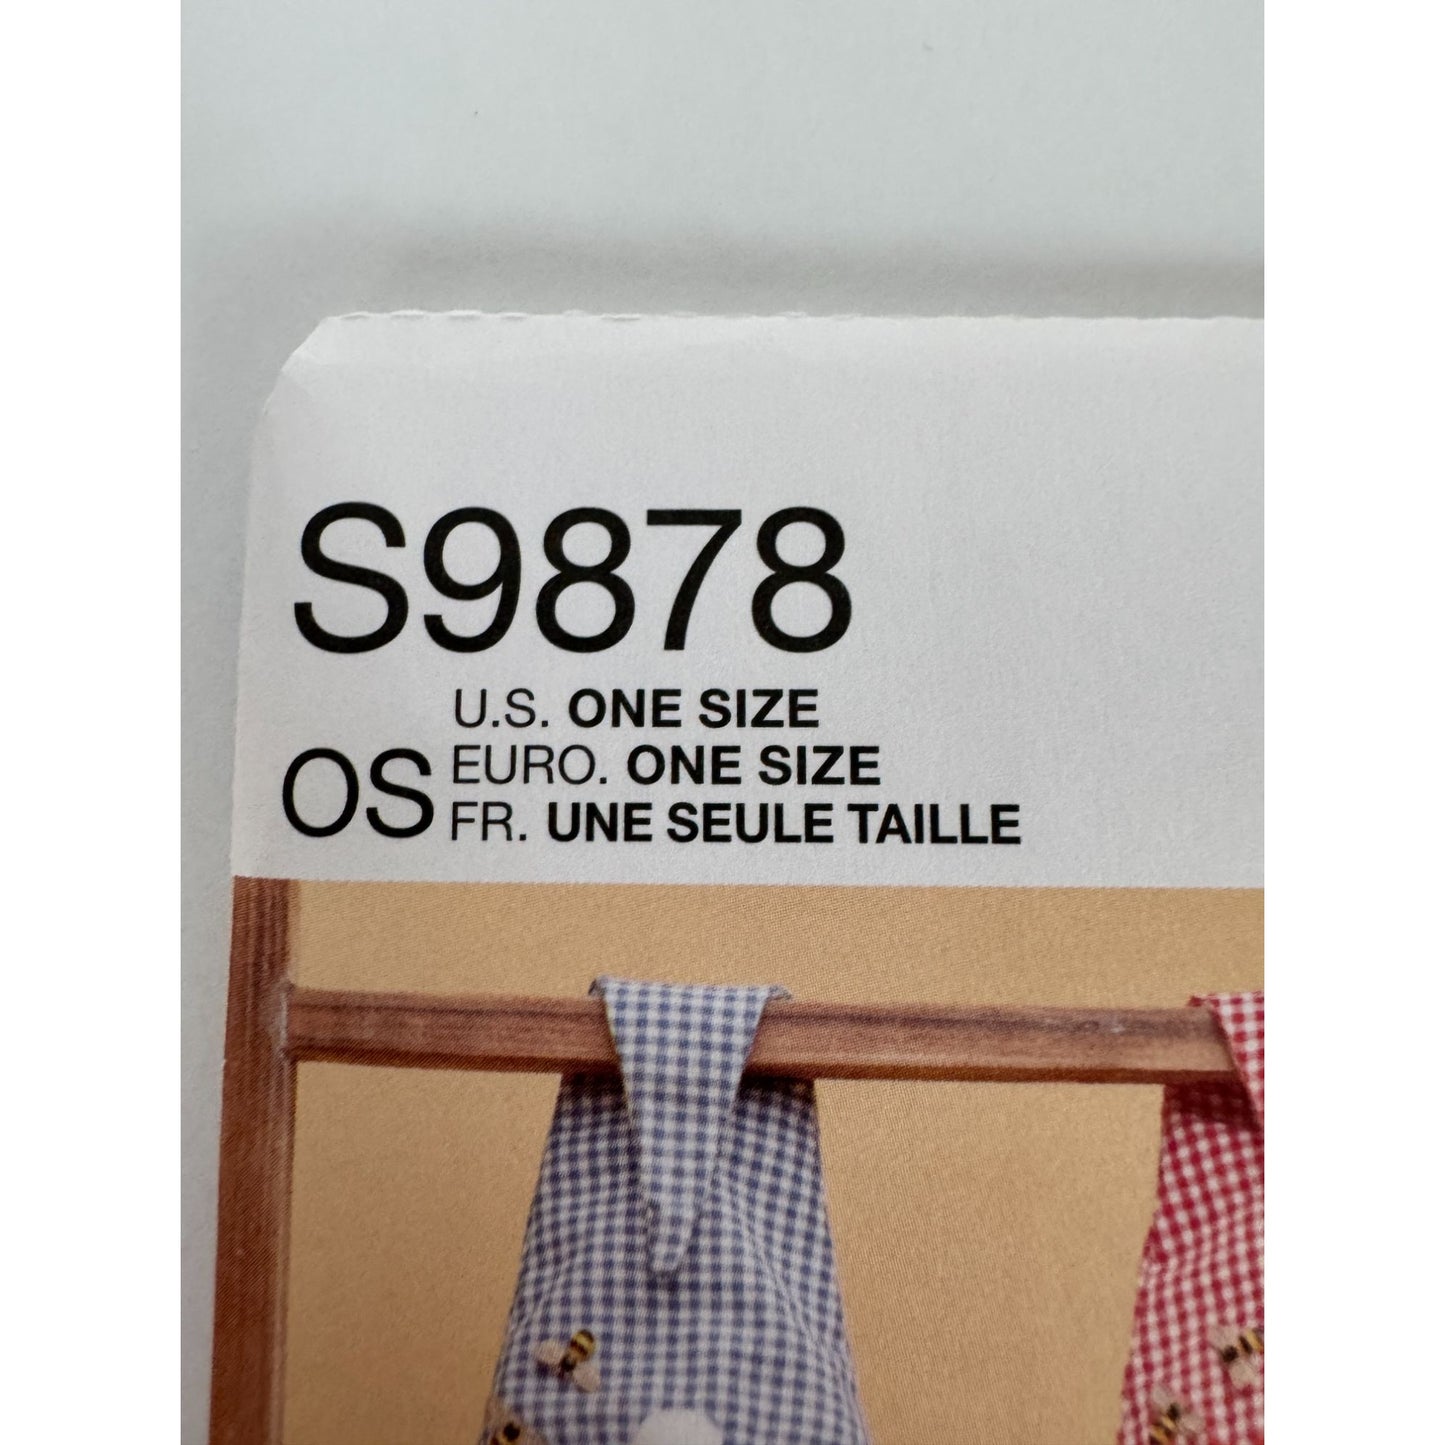 S9878
OS
U.S. ONE SIZE
EURO. ONE SIZE
FR. UNE SEULE TAILLE